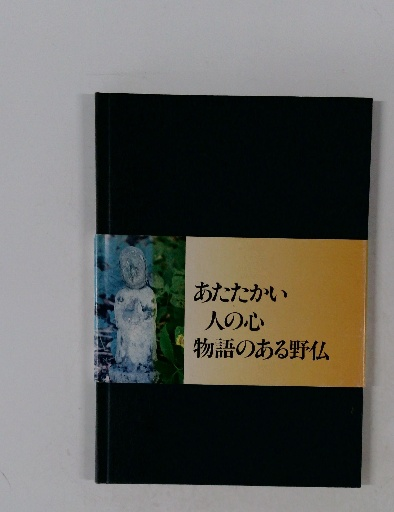 あたたかい
人の心
物語のある野仏